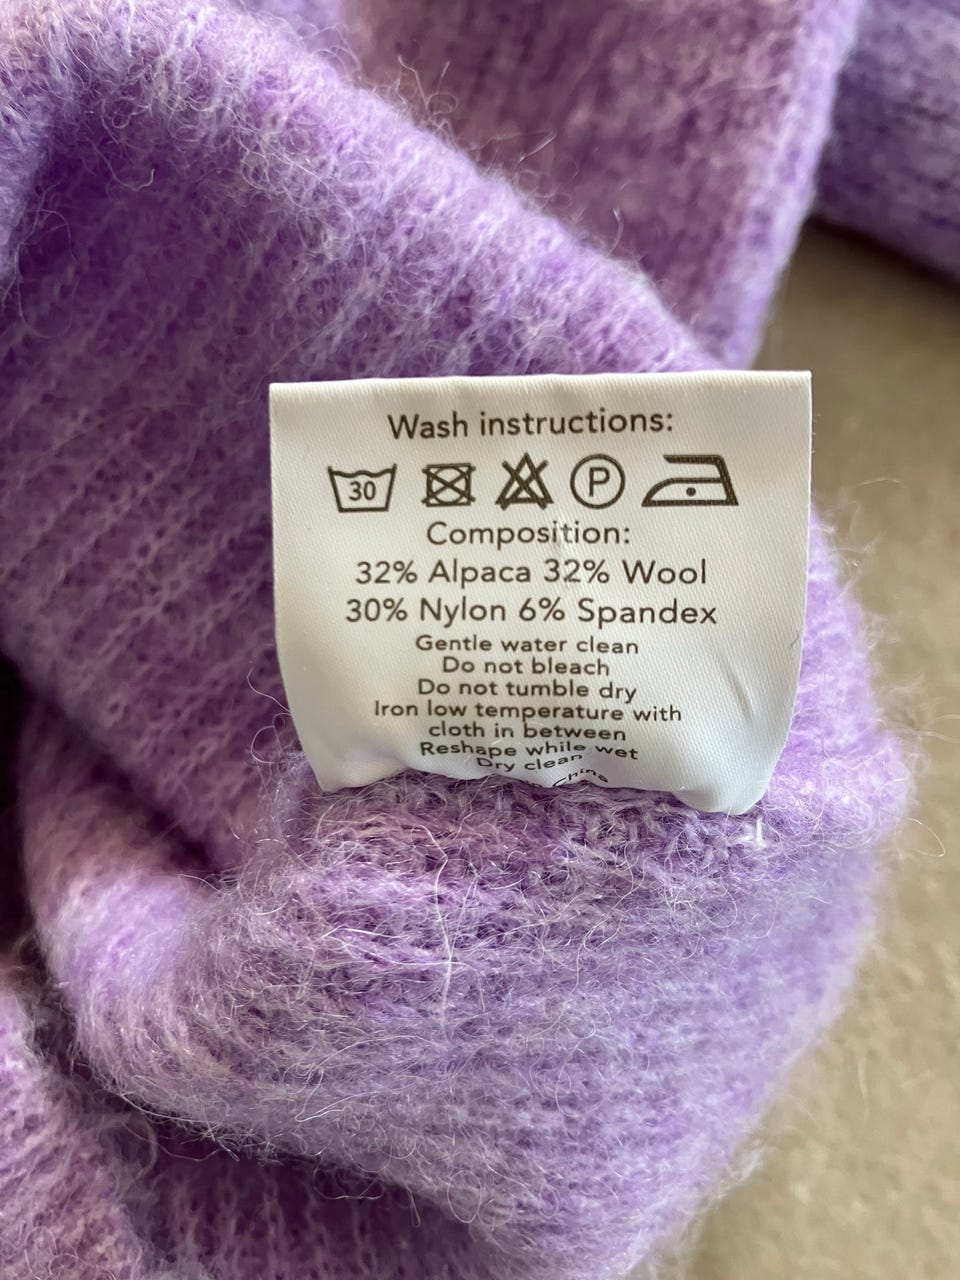 Wash instructions:
30 P
Composition:
32% Alpaca 32% Wool
30% Nylon 6% Spandex
Gentle water clean
Do not bleach
Do not tumble dry
Iron low temperature with
cloth in between
Reshape while wet
Dry clean
China